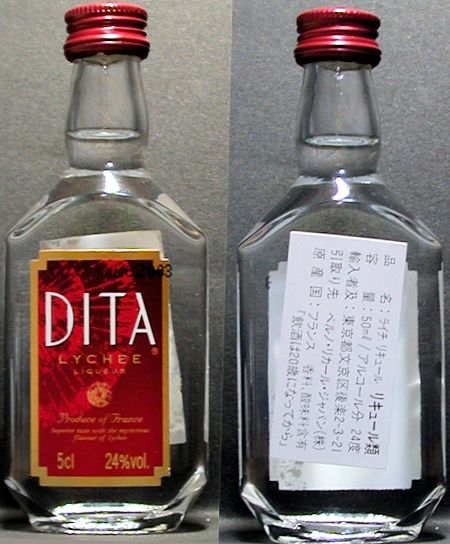 DITA
LYCHEE
LIQUEUR
Produce of France
Superior taste with the mysterious
flavour of lychee
5cl 24%vol.
品 名:ライチ リキュール リキュール類
容 量:50ml アルコール分 24度
輸入者及:東京都文京区後楽2-3-21
引取り先 ペルノ・リカール・ジャパン(株)
原 産 国:フランス 香料、酸味料含有
「飲酒は20歳になってから」